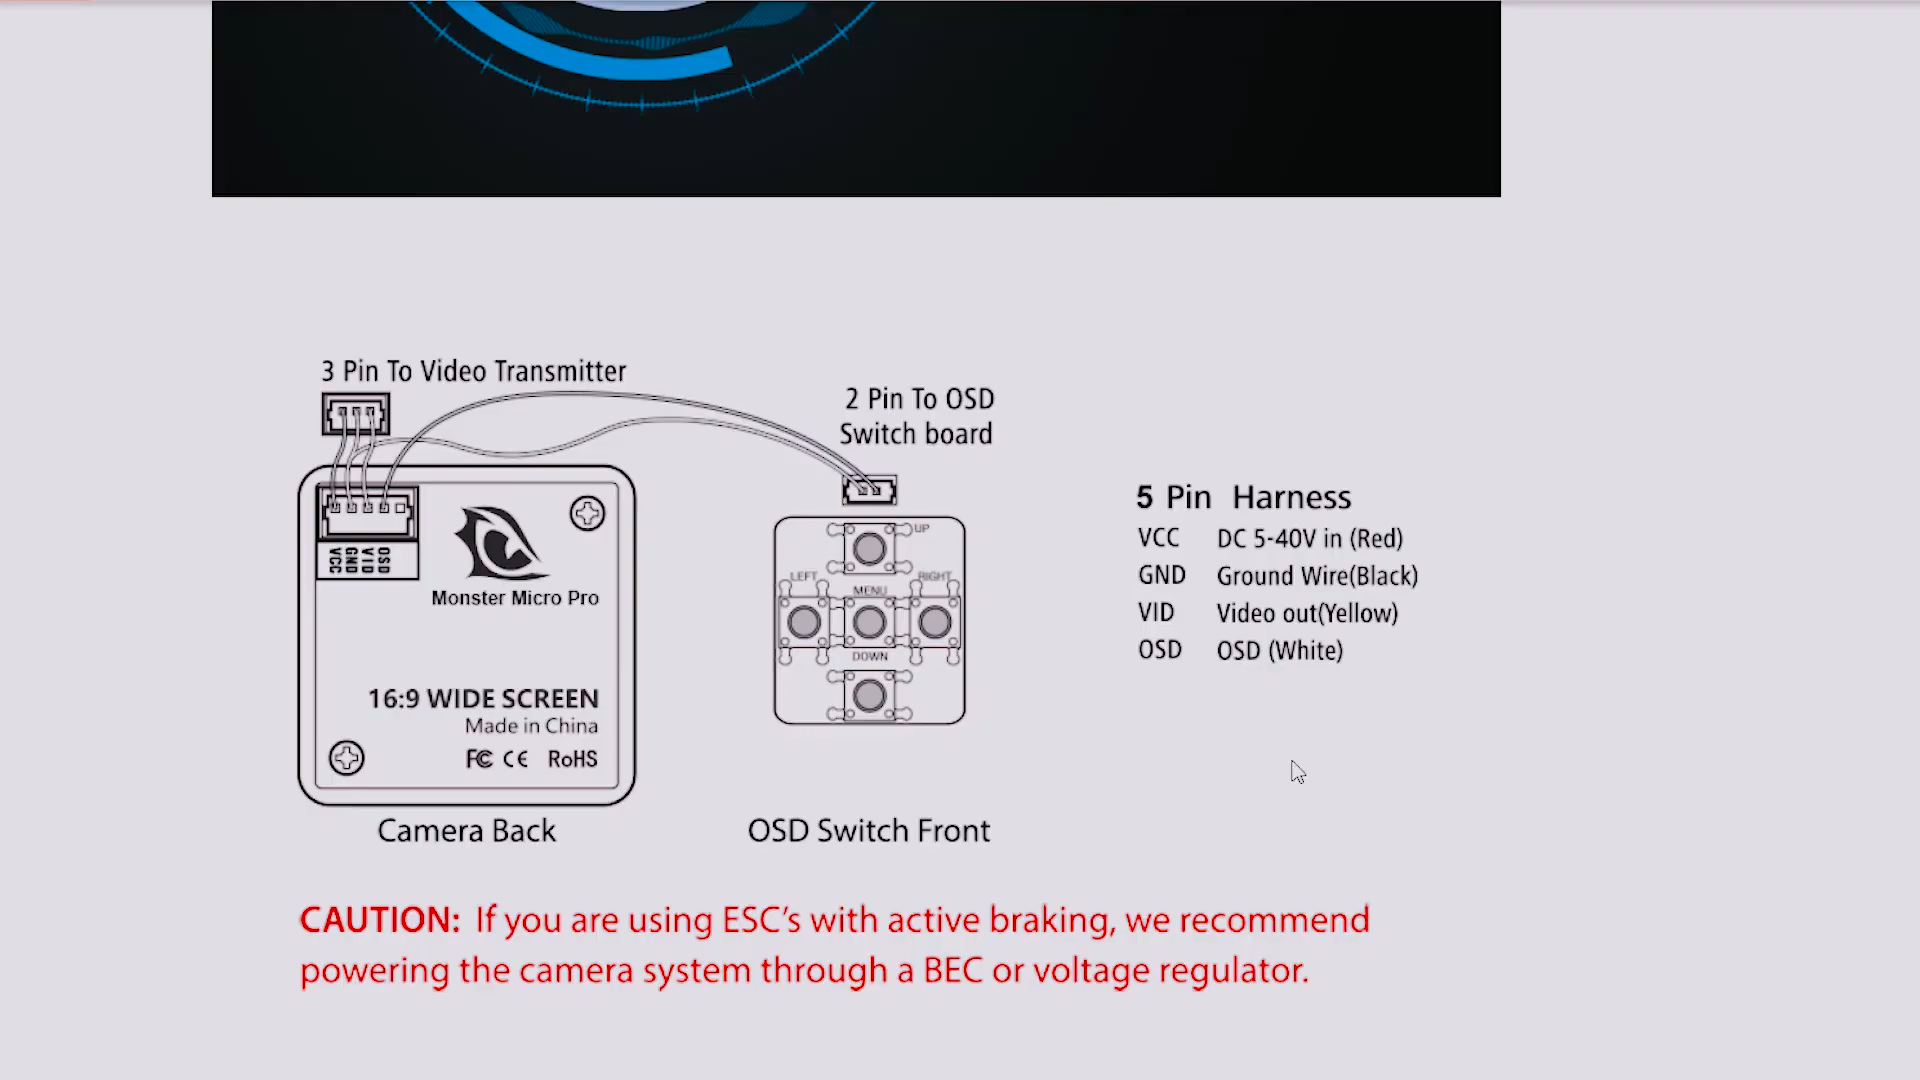 3 Pin To Video Transmitter
2 Pin To OSD
Switch board
VCC
GND
VID
OSD
Monster Micro Pro
16:9 WIDE SCREEN
Made in China
FC CE RoHS
Camera Back
UP
LEFT
RIGHT
MENU
DOWN
OSD Switch Front
5 Pin Harness
VCC DC 5-40V in (Red)
GND Ground Wire(Black)
VID Video out(Yellow)
OSD OSD (White)
CAUTION: If you are using ESC’s with active braking, we recommend
powering the camera system through a BEC or voltage regulator.